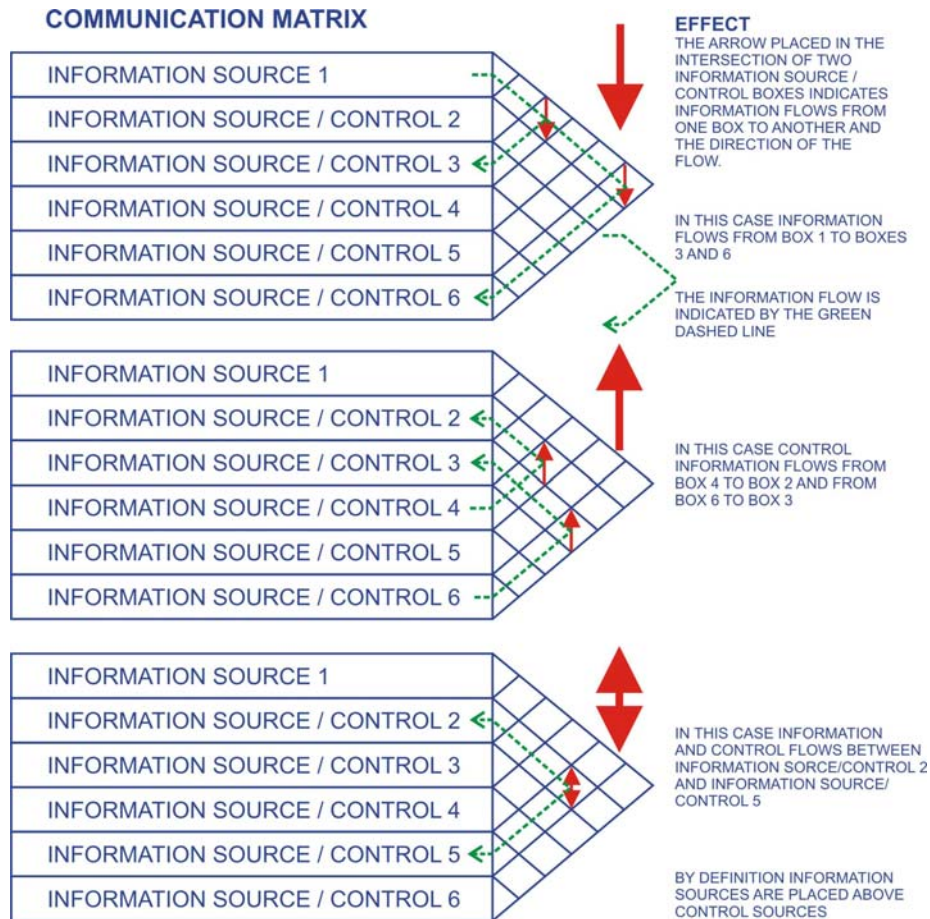 COMMUNICATION MATRIX
INFORMATION SOURCE 1
INFORMATION SOURCE / CONTROL 2
INFORMATION SOURCE / CONTROL 3
INFORMATION SOURCE / CONTROL 4
INFORMATION SOURCE / CONTROL 5
INFORMATION SOURCE / CONTROL 6
EFFECT
THE ARROW PLACED IN THE
INTERSECTION OF TWO
INFORMATION SOURCE /
CONTROL BOXES INDICATES
INFORMATION FLOWS FROM
ONE BOX TO ANOTHER AND
THE DIRECTION OF THE
FLOW.
IN THIS CASE INFORMATION
FLOWS FROM BOX 1 TO BOXES
3 AND 6
THE INFORMATION FLOW IS
INDICATED BY THE GREEN
DASHED LINE
INFORMATION SOURCE 1
INFORMATION SOURCE / CONTROL 2
INFORMATION SOURCE / CONTROL 3
INFORMATION SOURCE / CONTROL 4
INFORMATION SOURCE / CONTROL 5
INFORMATION SOURCE / CONTROL 6
IN THIS CASE CONTROL
INFORMATION FLOWS FROM
BOX 4 TO BOX 2 AND FROM
BOX 6 TO BOX 3
INFORMATION SOURCE 1
INFORMATION SOURCE / CONTROL 2
INFORMATION SOURCE / CONTROL 3
INFORMATION SOURCE / CONTROL 4
INFORMATION SOURCE / CONTROL 5
INFORMATION SOURCE / CONTROL 6
IN THIS CASE INFORMATION
AND CONTROL FLOWS BETWEEN
INFORMATION SORCE/CONTROL 2
AND INFORMATION SOURCE/
CONTROL 5
BY DEFINITION INFORMATION
SOURCES ARE PLACED ABOVE
CONTROL SOURCES